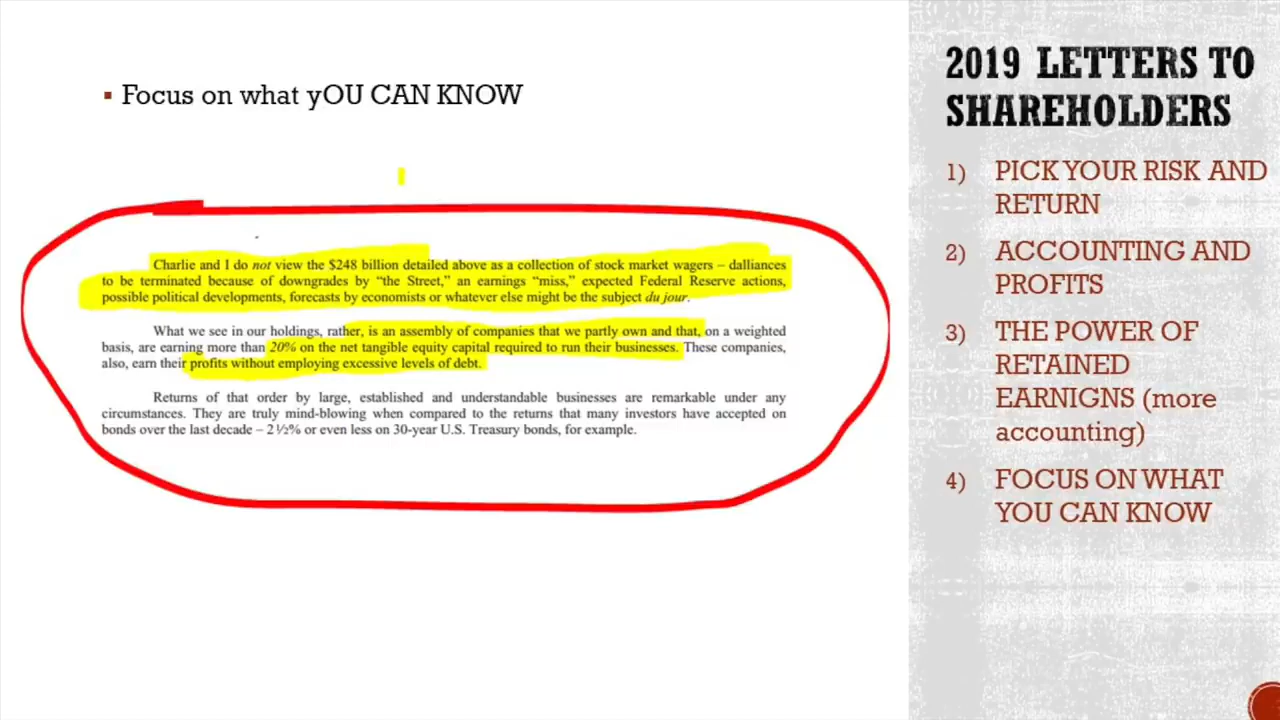 Focus on what yOU CAN KNOW
Charlie and I do not view the $248 billion detailed above as a collection of stock market wagers – dalliances
to be terminated because of downgrades by “the Street,” an earnings “miss,” expected Federal Reserve actions,
possible political developments, forecasts by economists or whatever else might be the subject du jour.
What we see in our holdings, rather, is an assembly of companies that we partly own and that, on a weighted
basis, are earning more than 20% on the net tangible equity capital required to run their businesses. These companies,
also, earn their profits without employing excessive levels of debt.
Returns of that order by large, established and understandable businesses are remarkable under any
circumstances. They are truly mind-blowing when compared to the returns that many investors have accepted on
bonds over the last decade – 2½% or even less on 30-year U.S. Treasury bonds, for example.
2019 LETTERS TO
SHAREHOLDERS
1) PICK YOUR RISK AND
RETURN
2) ACCOUNTING AND
PROFITS
3) THE POWER OF
RETAINED
EARNIGNS (more
accounting)
4) FOCUS ON WHAT
YOU CAN KNOW